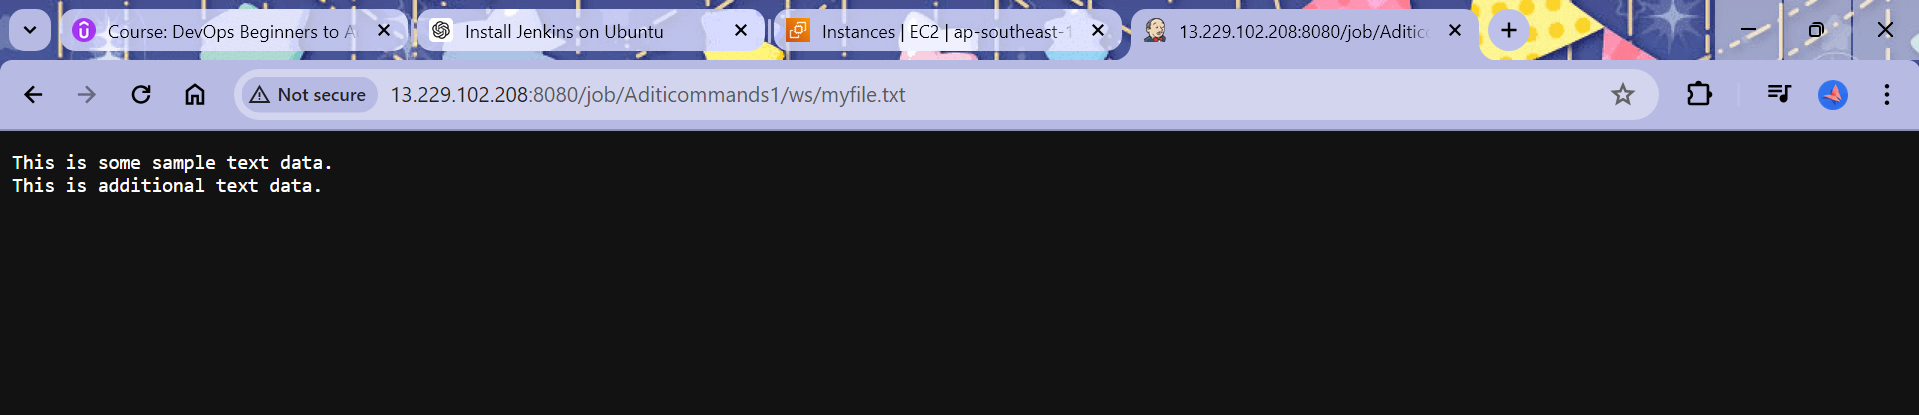 Course: DevOps Beginners to A
Install Jenkins on Ubuntu
Instances | EC2 | ap-southeast-1
13.229.102.208:8080/job/Aditic
Not secure
13.229.102.208:8080/job/Aditicommands1/ws/myfile.txt
This is some sample text data.
This is additional text data.